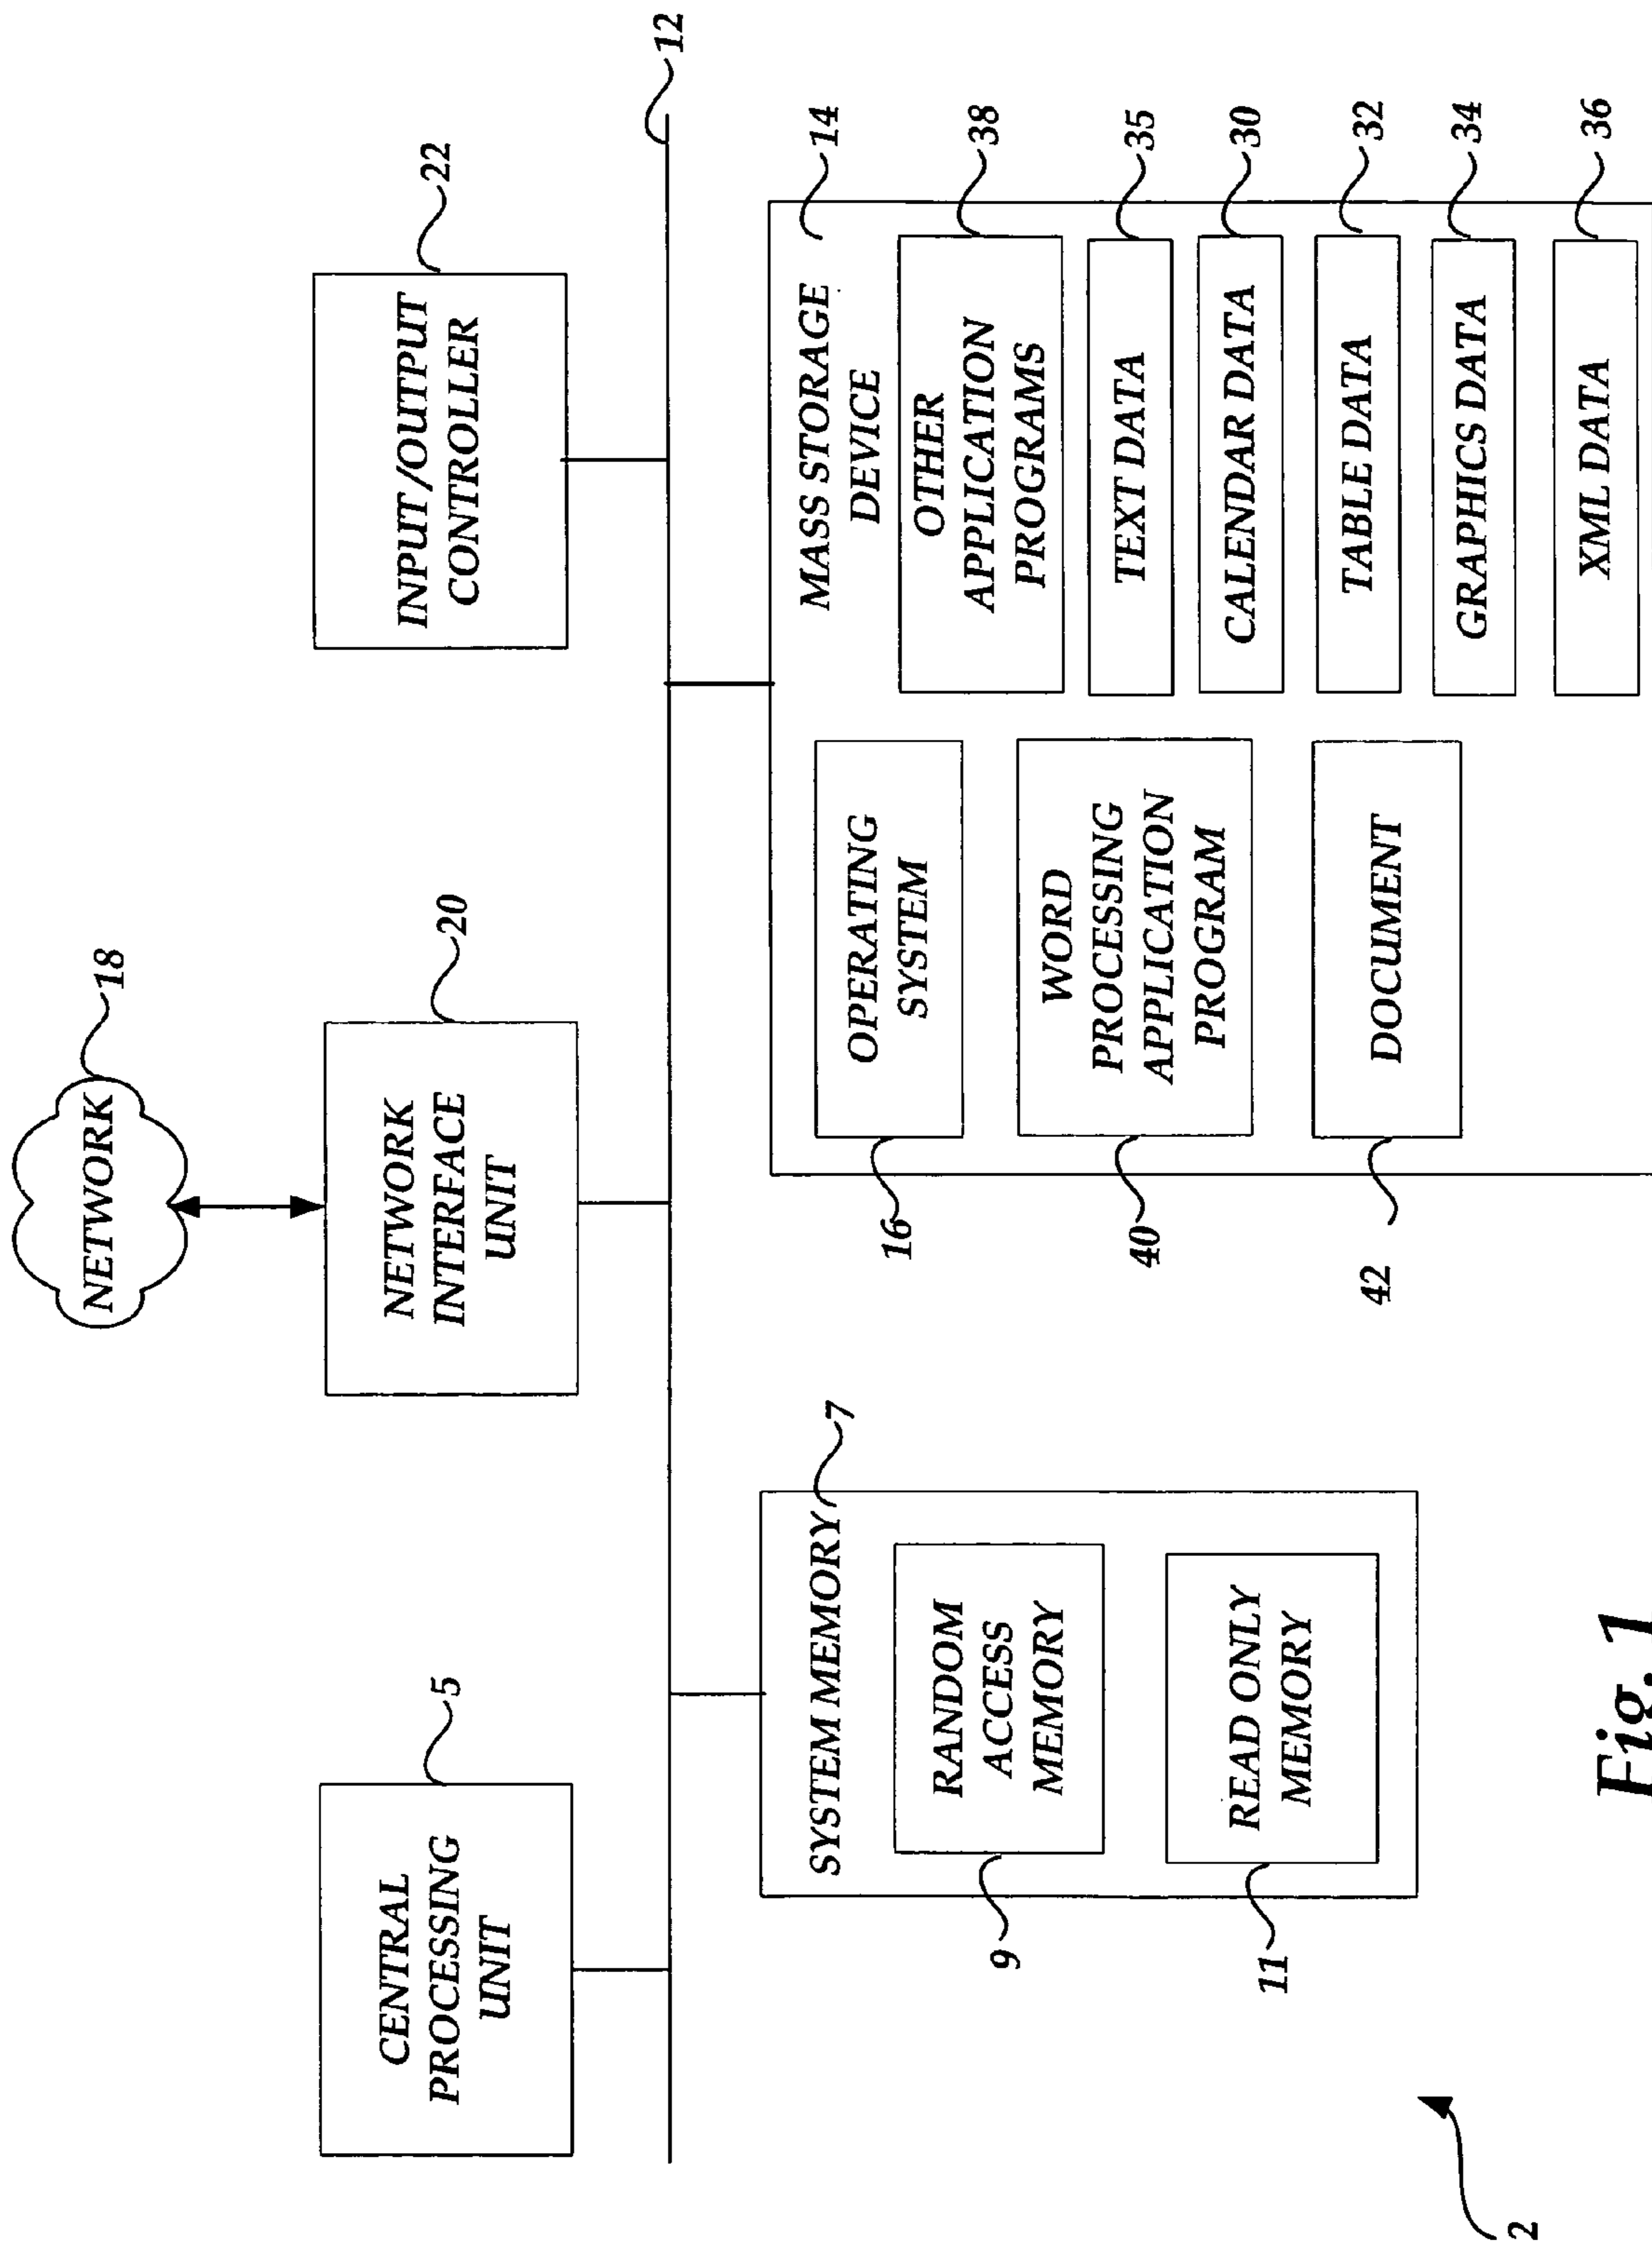 NETWORK
18
CENTRAL
PROCESSING
UNIT
5
NETWORK
INTERFACE
UNIT
20
INPUT/OUTPUT
CONTROLLER
22
12
SYSTEM MEMORY
7
RANDOM
ACCESS
MEMORY
9
READ ONLY
MEMORY
11
MASS STORAGE
DEVICE
14
OPERATING
SYSTEM
16
WORD
PROCESSING
APPLICATION
PROGRAM
40
DOCUMENT
42
OTHER
APPLICATION
PROGRAMS
38
TEXT DATA
35
CALENDAR DATA
30
TABLE DATA
32
GRAPHICS DATA
34
XML DATA
36
2
Fig. 1